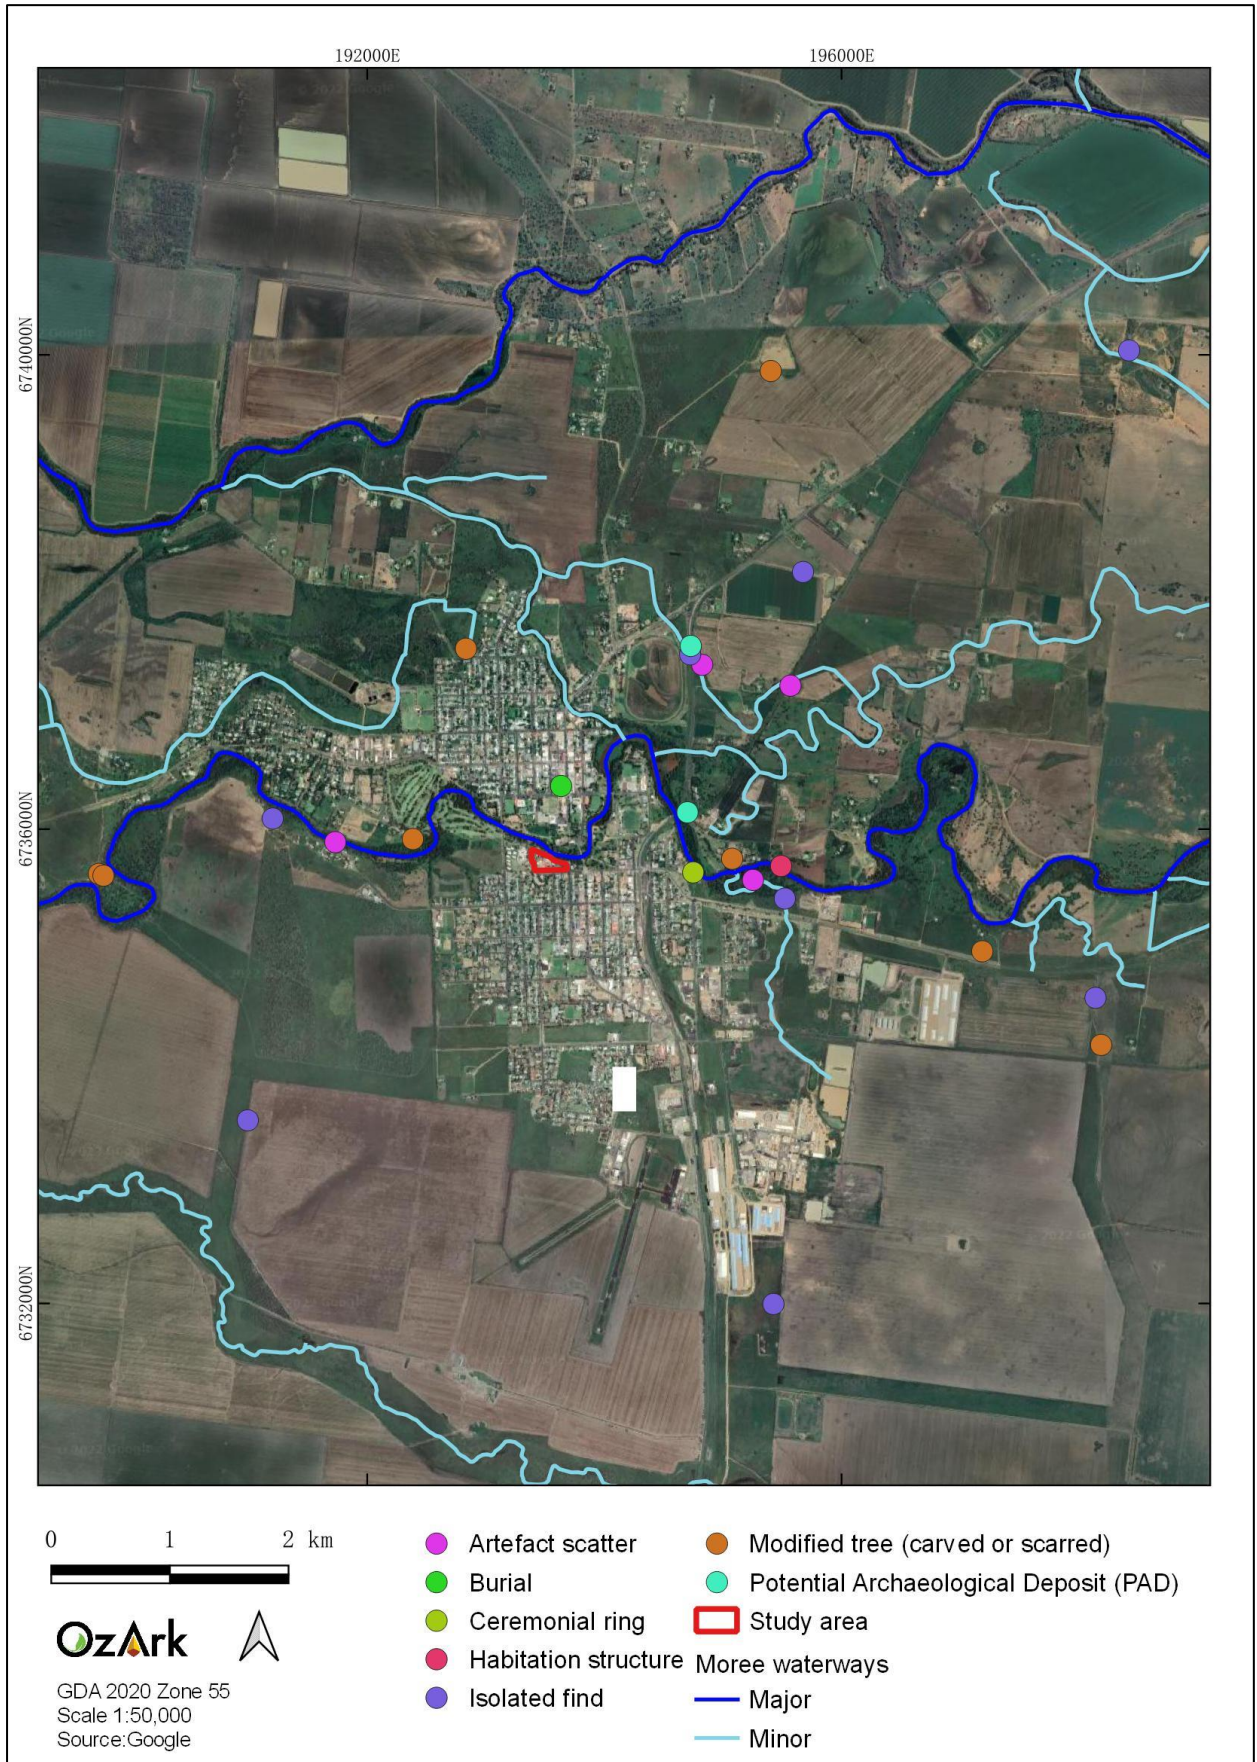 192000E 196000E
© 2022 Google
6740000N
6736000N
6732000N
0 1 2 km
OzArk
GDA 2020 Zone 55
Scale 1:50,000
Source:Google
Artefact scatter
Burial
Ceremonial ring
Habitation structure
Isolated find
Modified tree (carved or scarred)
Potential Archaeological Deposit (PAD)
Study area
Moree waterways
Major
Minor